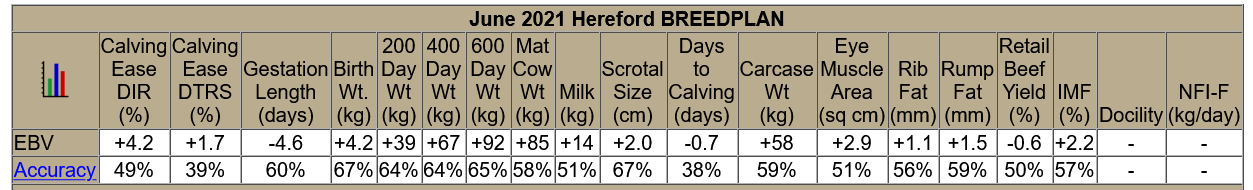 June 2021 Hereford BREEDPLAN
Calving Ease DIR (%) Calving Ease DTRS (%) Gestation Length (days) Birth Wt. (kg) 200 Day Wt (kg) 400 Day Wt (kg) 600 Day Wt (kg) Mat Cow Wt (kg) Milk (kg) Scrotal Size (cm) Days to Calving (days) Carcase Wt (kg) Eye Muscle Area (sq cm) Rib Fat (mm) Rump Fat (mm) Retail Beef Yield (%) IMF (%) Docility NFI-F (kg/day)
EBV +4.2 +1.7 -4.6 +4.2 +39 +67 +92 +85 +14 +2.0 -0.7 +58 +2.9 +1.1 +1.5 -0.6 +2.2 - -
Accuracy 49% 39% 60% 67% 64% 64% 65% 58% 51% 67% 38% 59% 51% 56% 59% 50% 57% - -